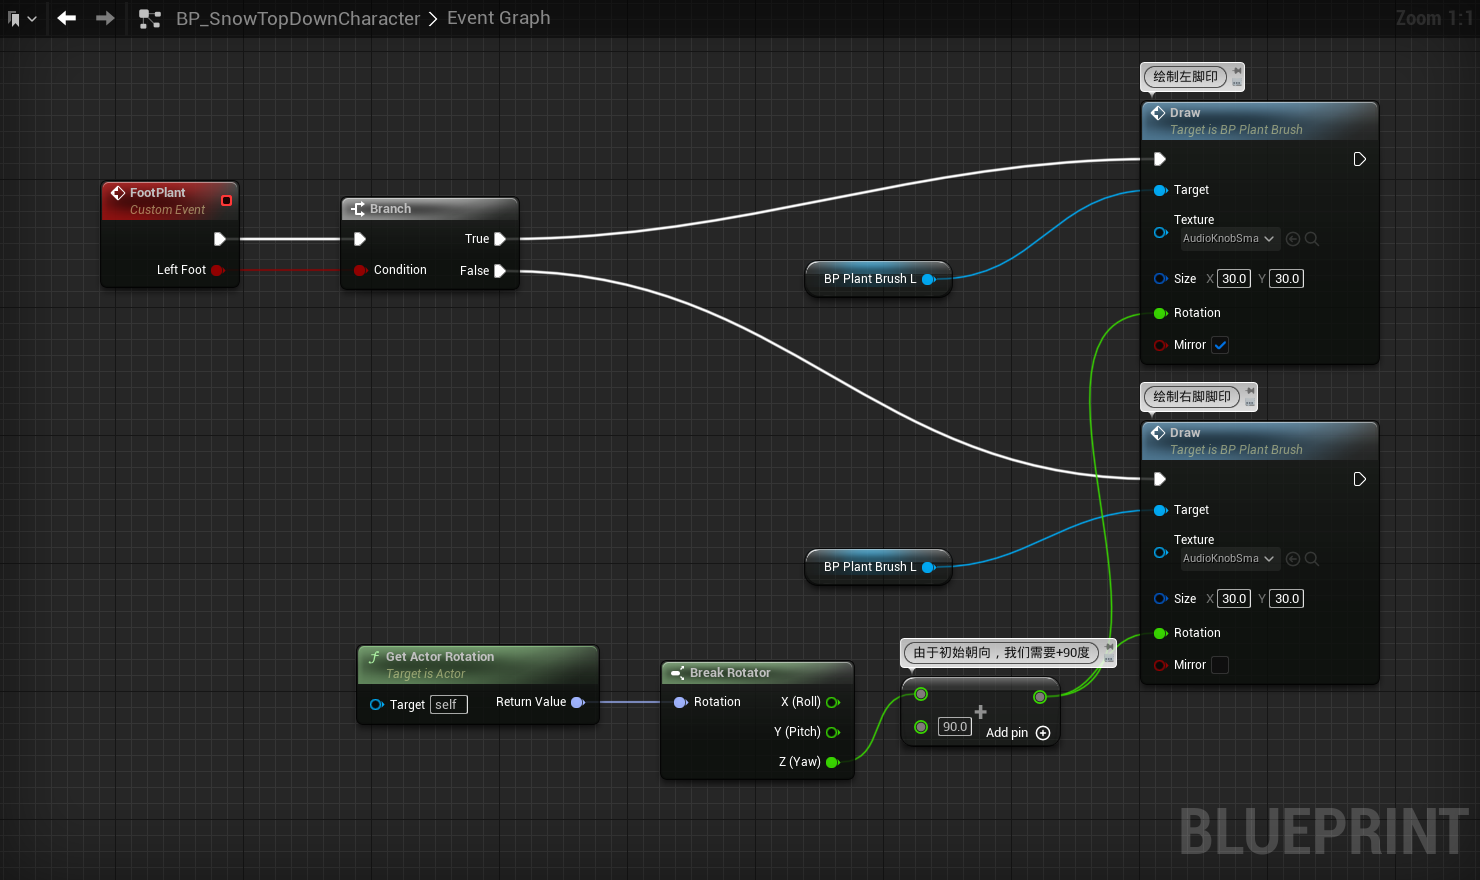 BP_SnowTopDownCharacter > Event Graph
Zoom 1:1
绘制左脚印
Draw
Target is BP Plant Brush
Target
Texture
AudioKnobSma
Size X 30.0 Y 30.0
Rotation
Mirror
FootPlant
Custom Event
Left Foot
Branch
True
Condition
False
BP Plant Brush L
绘制右脚脚印
Draw
Target is BP Plant Brush
Target
Texture
AudioKnobSma
Size X 30.0 Y 30.0
Rotation
Mirror
BP Plant Brush L
Get Actor Rotation
Target is Actor
Target self
Return Value
Break Rotator
Rotation
X (Roll)
Y (Pitch)
Z (Yaw)
由于初始朝向，我们需要+90度
90.0
Add pin
BLUEPRINT